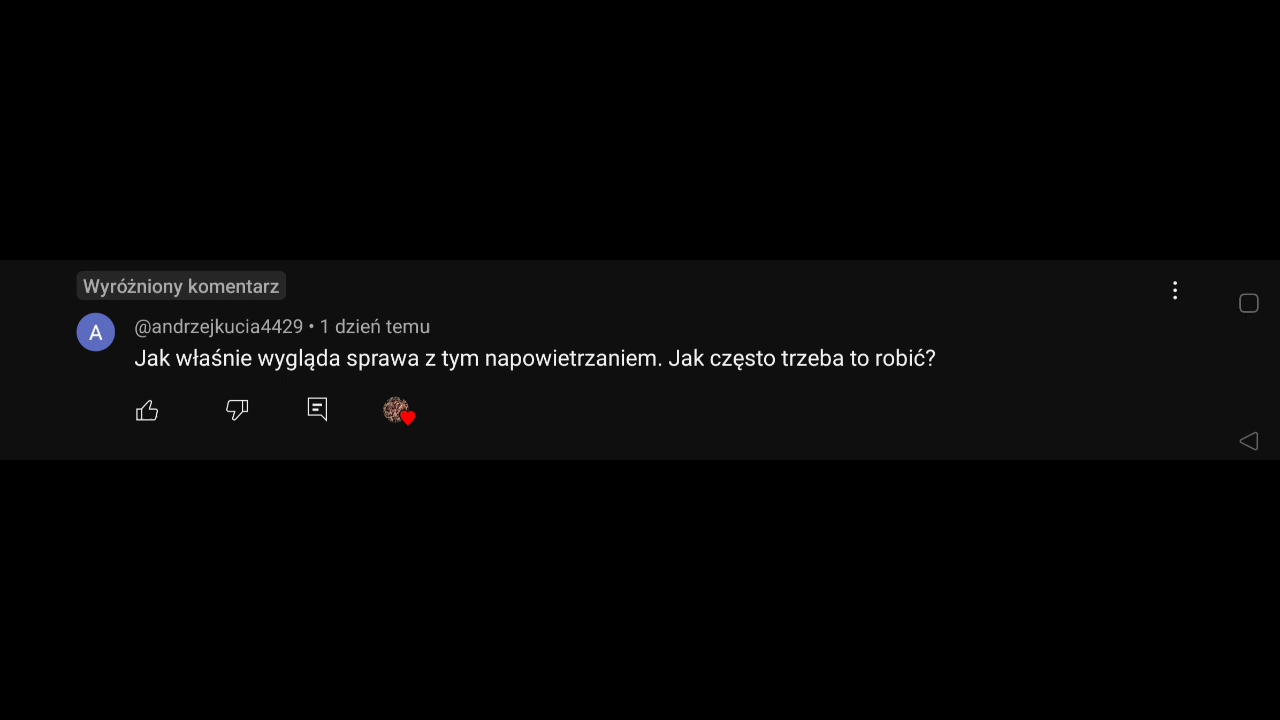 Wyróżniony komentarz
@andrzejkucia4429 • 1 dzień temu
Jak właśnie wygląda sprawa z tym napowietrzaniem. Jak często trzeba to robić?